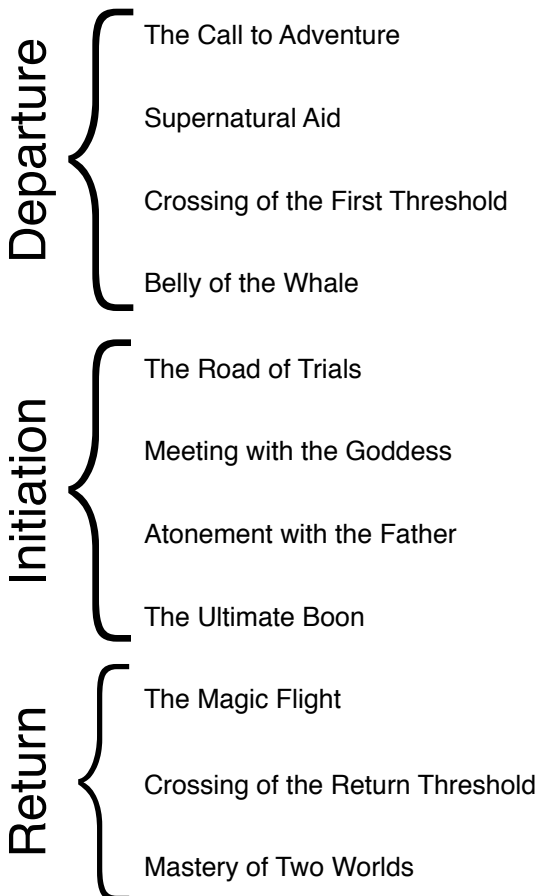 Departure
The Call to Adventure
Supernatural Aid
Crossing of the First Threshold
Belly of the Whale
Initiation
The Road of Trials
Meeting with the Goddess
Atonement with the Father
The Ultimate Boon
Return
The Magic Flight
Crossing of the Return Threshold
Mastery of Two Worlds